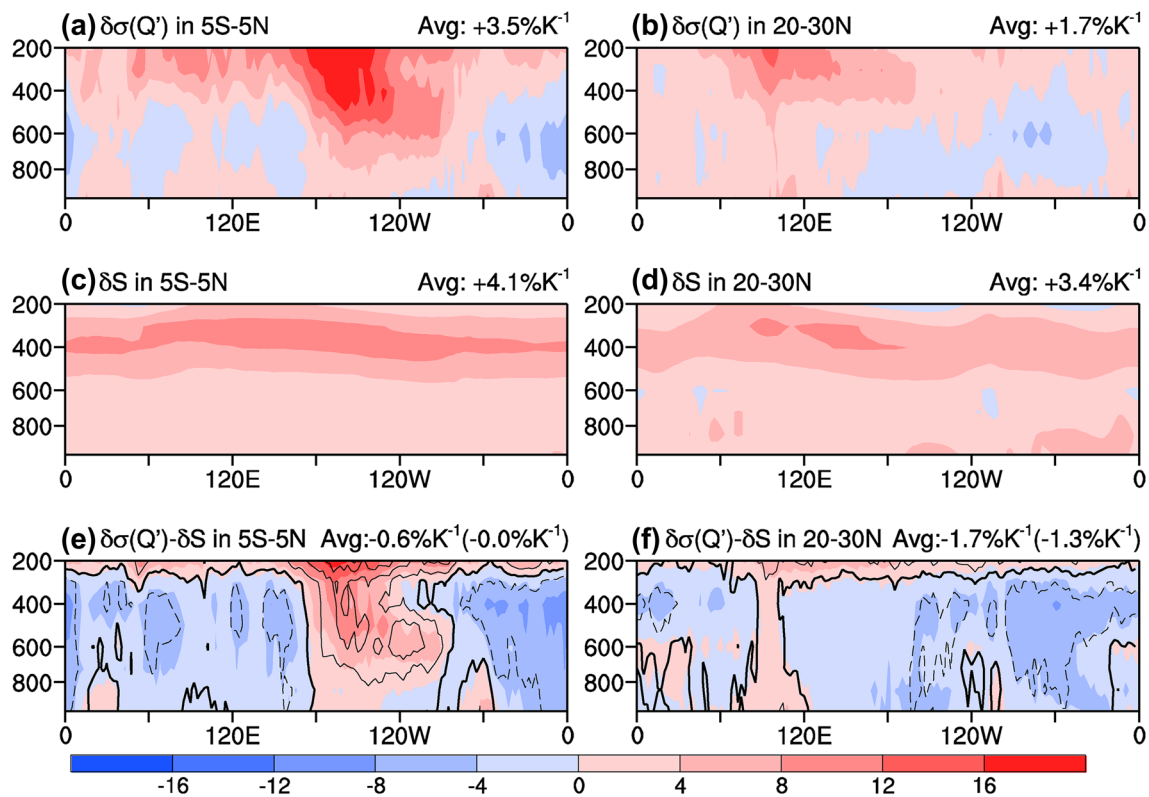 (a) δσ(Q') in 5S-5N Avg: +3.5%K⁻¹
(b) δσ(Q') in 20-30N Avg: +1.7%K⁻¹
200
400
600
800
0 120E 120W 0
200
400
600
800
0 120E 120W 0
(c) δS in 5S-5N Avg: +4.1%K⁻¹
(d) δS in 20-30N Avg: +3.4%K⁻¹
200
400
600
800
0 120E 120W 0
200
400
600
800
0 120E 120W 0
(e) δσ(Q')-δS in 5S-5N Avg:-0.6%K⁻¹(-0.0%K⁻¹)
(f) δσ(Q')-δS in 20-30N Avg:-1.7%K⁻¹(-1.3%K⁻¹)
200
400
600
800
0 120E 120W 0
200
400
600
800
0 120E 120W 0
-16 -12 -8 -4 0 4 8 12 16